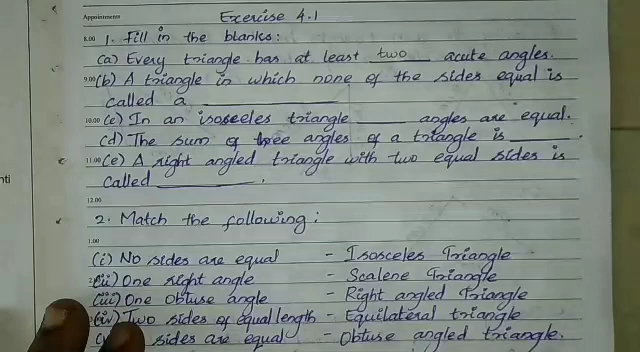 Appointments
Exercise 4.1
8.00 1. Fill in the blanks:
(a) Every triangle has at least two acute angles.
9.00 (b) A triangle in which none of the sides equal is
called a ________
10.00 (c) In an isosceles triangle ____ angles are equal.
(d) The sum of three angles of a triangle is ____.
11.00 (e) A right angled triangle with two equal sides is
called ________.
12.00
2. Match the following:
1.00
(i) No sides are equal - Isosceles Triangle
(ii) One right angle - Scalene Triangle
(iii) One Obtuse angle - Right angled Triangle
(iv) Two sides of equal length - Equilateral triangle
sides are equal - Obtuse angled triangle.